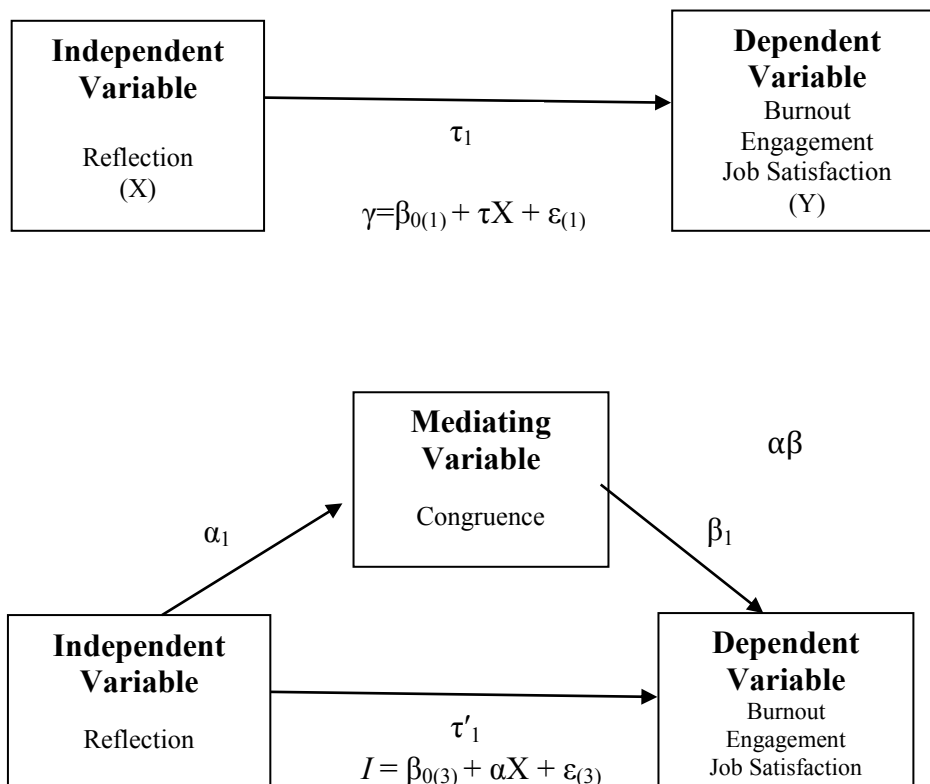 Independent
Variable
Reflection
(X)
τ₁
γ=β₀₍₁₎ + τX + ε₍₁₎
Dependent
Variable
Burnout
Engagement
Job Satisfaction
(Y)
Mediating
Variable
Congruence
αβ
α₁
β₁
Independent
Variable
Reflection
τ′₁
I = β₀₍₃₎ + αX + ε₍₃₎
Dependent
Variable
Burnout
Engagement
Job Satisfaction